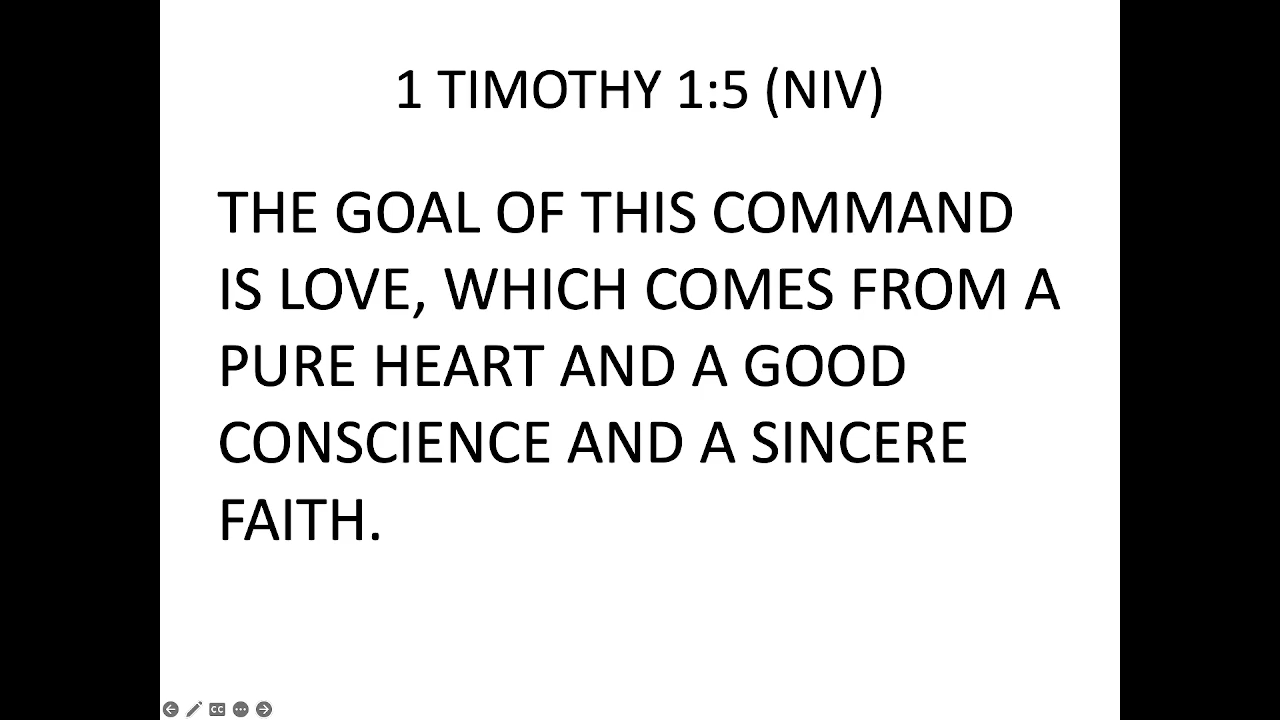 1 TIMOTHY 1:5 (NIV)
THE GOAL OF THIS COMMAND
IS LOVE, WHICH COMES FROM A
PURE HEART AND A GOOD
CONSCIENCE AND A SINCERE
FAITH.
CC